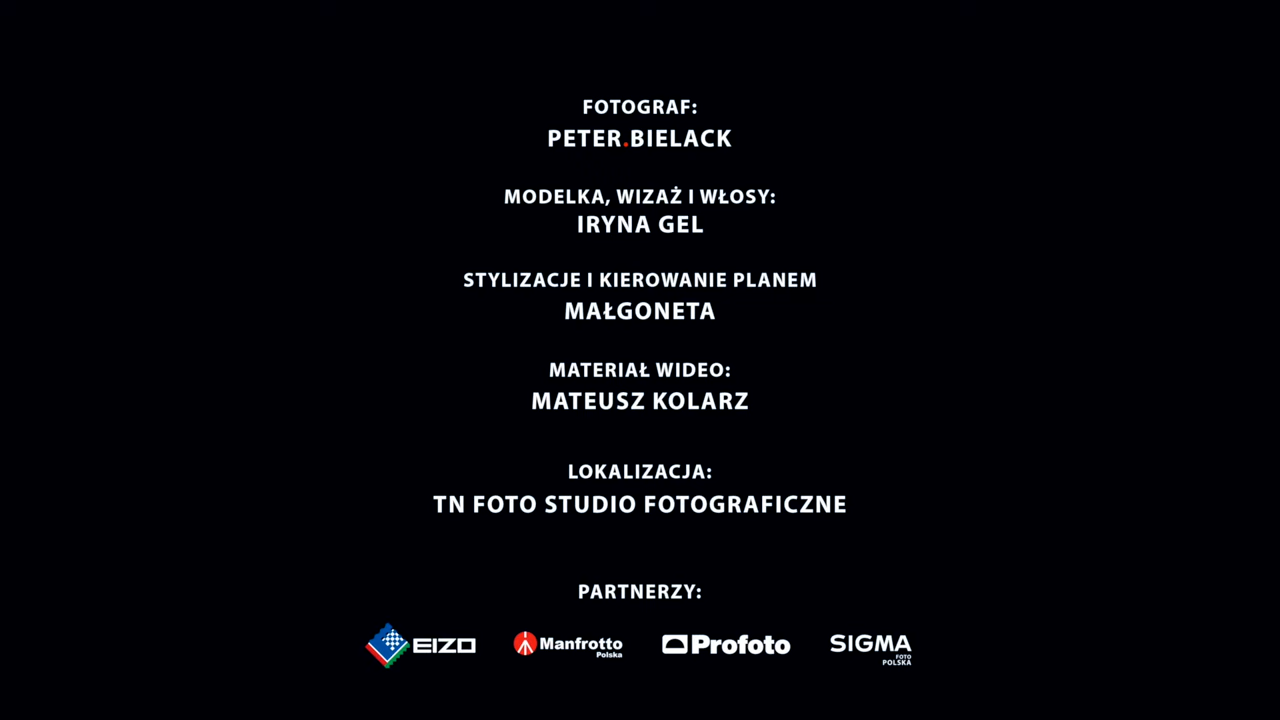 FOTOGRAF:
PETER.BIELACK
MODELKA, WIZAŻ I WŁOSY:
IRYNA GEL
STYLIZACJE I KIEROWANIE PLANEM
MAŁGONETA
MATERIAŁ WIDEO:
MATEUSZ KOLARZ
LOKALIZACJA:
TN FOTO STUDIO FOTOGRAFICZNE
PARTNERZY:
EIZO
Manfrotto
Polska
Profoto
SIGMA
FOTO
POLSKA